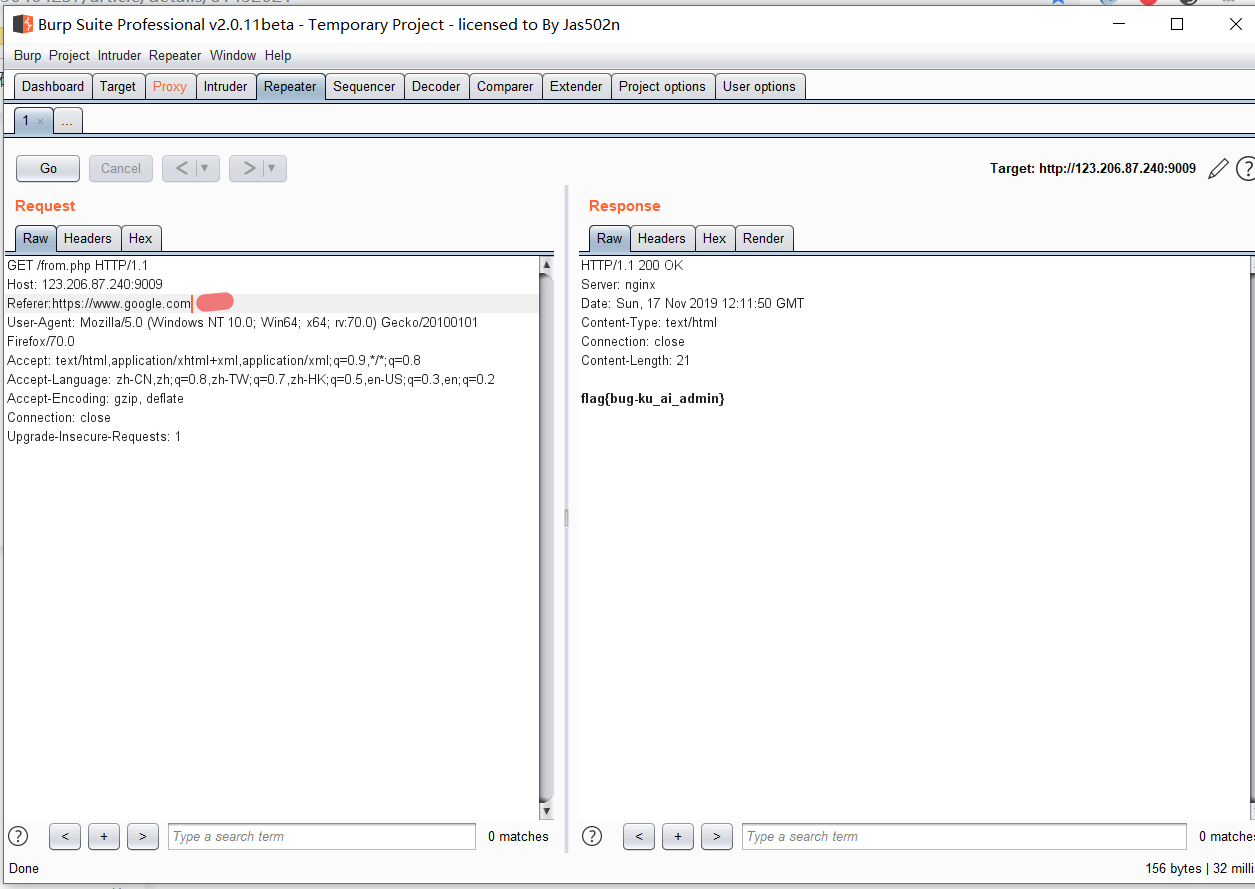 Burp Suite Professional v2.0.11beta - Temporary Project - licensed to By Jas502n
Burp Project Intruder Repeater Window Help
Dashboard Target Proxy Intruder Repeater Sequencer Decoder Comparer Extender Project options User options
1 × ...
Go Cancel < >
Target: http://123.206.87.240:9009
?
Request
Raw Headers Hex
GET /from.php HTTP/1.1
Host: 123.206.87.240:9009
Referer:https://www.google.com
User-Agent: Mozilla/5.0 (Windows NT 10.0; Win64; x64; rv:70.0) Gecko/20100101
Firefox/70.0
Accept: text/html,application/xhtml+xml,application/xml;q=0.9,*/*;q=0.8
Accept-Language: zh-CN,zh;q=0.8,zh-TW;q=0.7,zh-HK;q=0.5,en-US;q=0.3,en;q=0.2
Accept-Encoding: gzip, deflate
Connection: close
Upgrade-Insecure-Requests: 1
? < + > Type a search term 0 matches
Response
Raw Headers Hex Render
HTTP/1.1 200 OK
Server: nginx
Date: Sun, 17 Nov 2019 12:11:50 GMT
Content-Type: text/html
Connection: close
Content-Length: 21
flag{bug-ku_ai_admin}
? < + > Type a search term 0 matche
Done
156 bytes | 32 milli